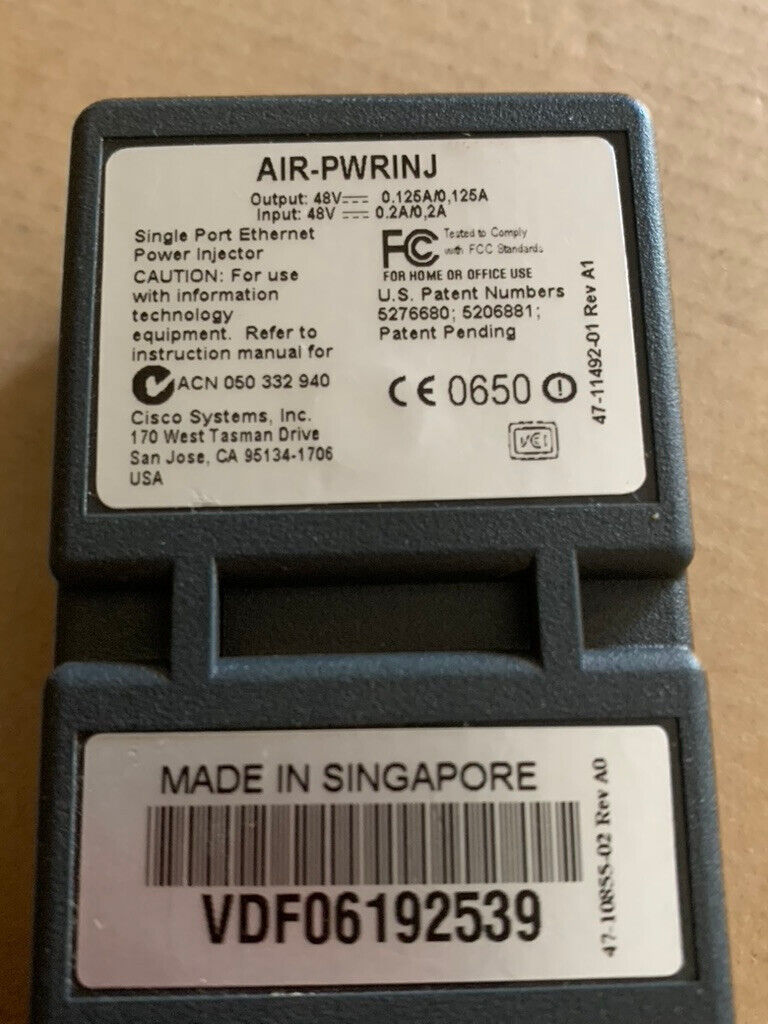 AIR-PWRINJ
Output: 48V⎓ 0.125A/0,125A
Input: 48V ⎓ 0.2A/0,2A
Single Port Ethernet
Power Injector
CAUTION: For use
with information
technology
equipment. Refer to
instruction manual for
ACN 050 332 940
Cisco Systems, Inc.
170 West Tasman Drive
San Jose, CA 95134-1706
USA
FC Tested to Comply
with FCC Standards
FOR HOME OR OFFICE USE
U.S. Patent Numbers
5276680; 5206881;
Patent Pending
CE 0650
VCI
47-11492-01 Rev A1
MADE IN SINGAPORE
VDF06192539
47-10855-02 Rev A0